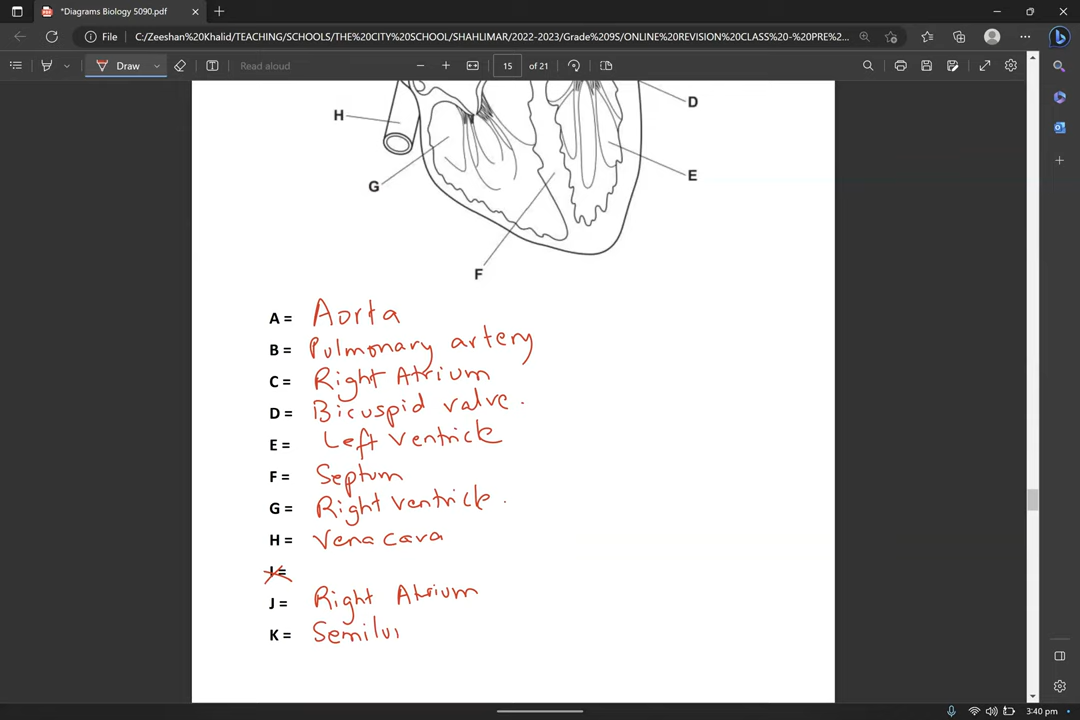 *Diagrams Biology 5090.pdf
File
C:/Zeeshan%20Khalid/TEACHING/SCHOOLS/THE%20CITY%20SCHOOL/SHAHLIMAR/2022-2023/Grade%209S/ONLINE%20REVISION%20CLASS%20-%20PRE%2...
Draw
Read aloud
15 of 21
D
H
E
G
F
A = Aorta
B = Pulmonary artery
C = Right Atrium
D = Bicuspid valve.
E = Left Ventricle
F = Septum
G = Right Ventricle.
H = Vena cava
I =
J = Right Atrium
K = Semilu
3:40 pm